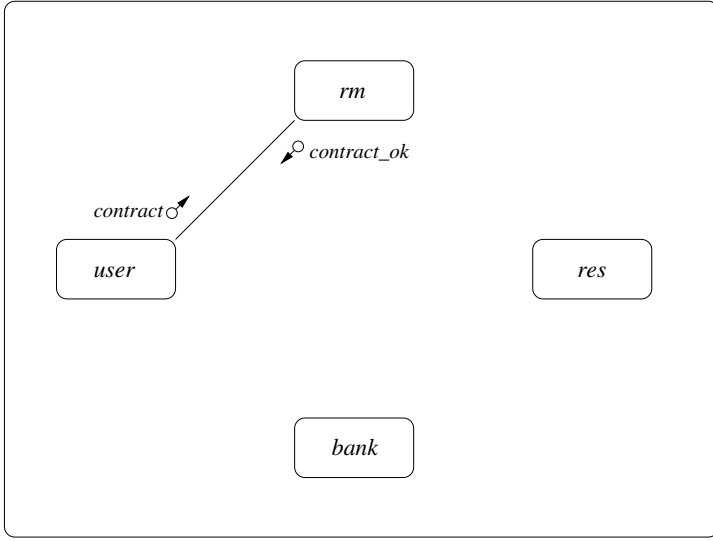 rm
contract_ok
contract
user
res
bank